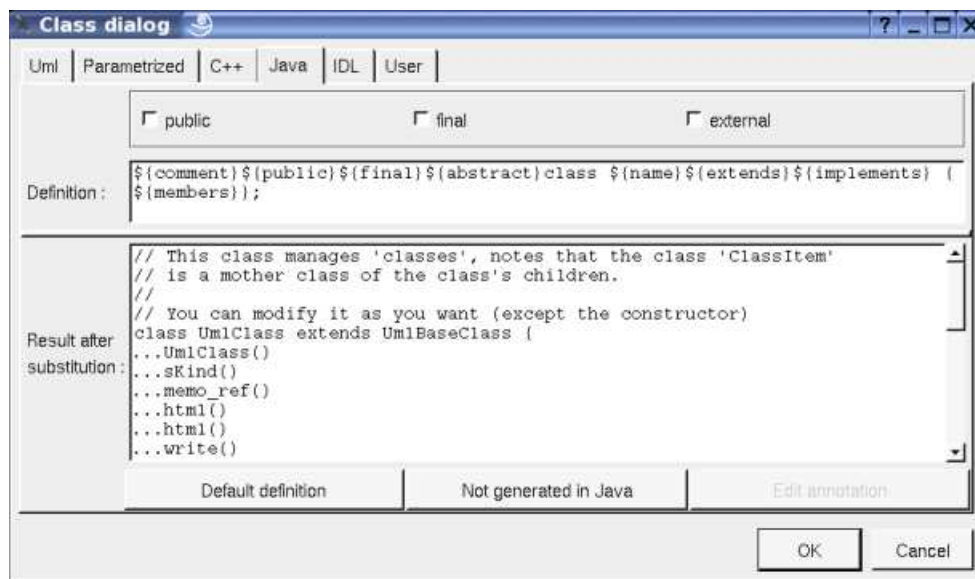 Class dialog
?
Uml Parametrized C++ Java IDL User
public final external
Definition :
${comment}${public}${final}${abstract}class ${name}${extends}${implements} {
${members}};
Result after
substitution :
// This class manages 'classes', notes that the class 'ClassItem'
// is a mother class of the class's children.
//
// You can modify it as you want (except the constructor)
class UmlClass extends UmlBaseClass {
...UmlClass()
...sKind()
...memo_ref()
...html()
...html()
...write()
Default definition Not generated in Java Edit annotation
OK Cancel